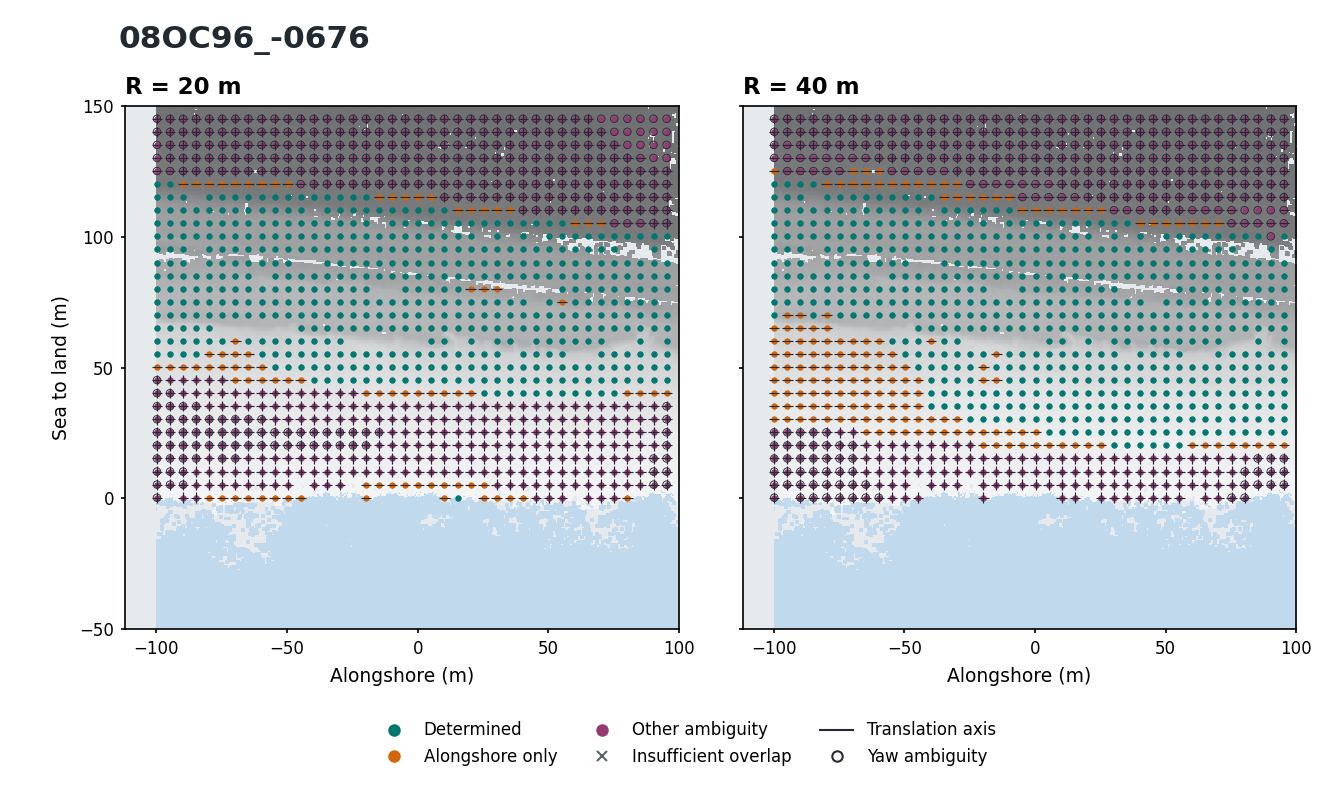 08OC96_-0676
R = 20 m
R = 40 m
150
100
50
0
−50
Sea to land (m)
−100 −50 0 50 100
−100 −50 0 50 100
Alongshore (m)
Alongshore (m)
Determined
Other ambiguity
Translation axis
Alongshore only
Insufficient overlap
Yaw ambiguity